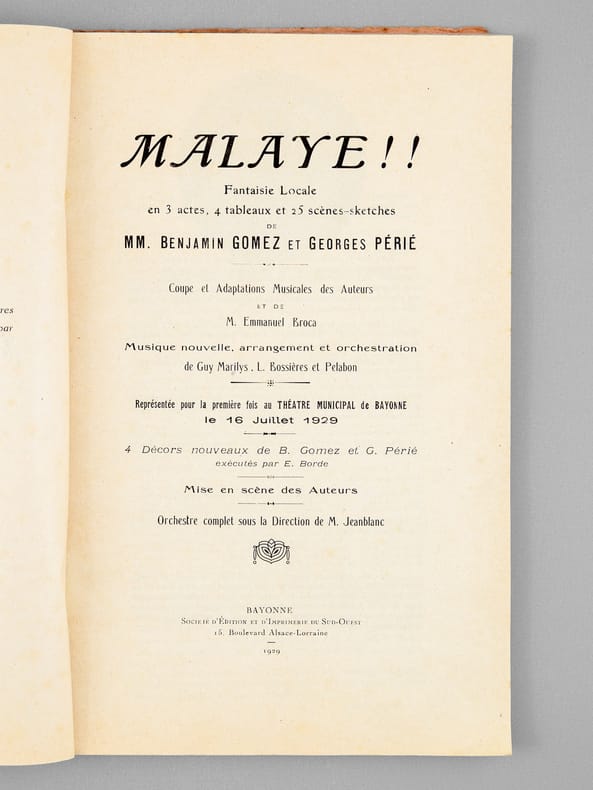 res
par
MALAYE!!
Fantaisie Locale
en 3 actes, 4 tableaux et 25 scènes-sketches
DE
MM. BENJAMIN GOMEZ ET GEORGES PÉRIÉ
Coupe et Adaptations Musicales des Auteurs
ET DE
M. Emmanuel Broca
Musique nouvelle, arrangement et orchestration
de Guy Marilys, L. Bossières et Pelabon
Représentée pour la première fois au THÉATRE MUNICIPAL de BAYONNE
le 16 Juillet 1929
4 Décors nouveaux de B. Gomez et G. Périé
exécutés par E. Borde
Mise en scène des Auteurs
Orchestre complet sous la Direction de M. Jeanblanc
BAYONNE
SOCIÉTÉ D'ÉDITION ET D'IMPRIMERIE DU SUD-OUEST
15, Boulevard Alsace-Lorraine
1929